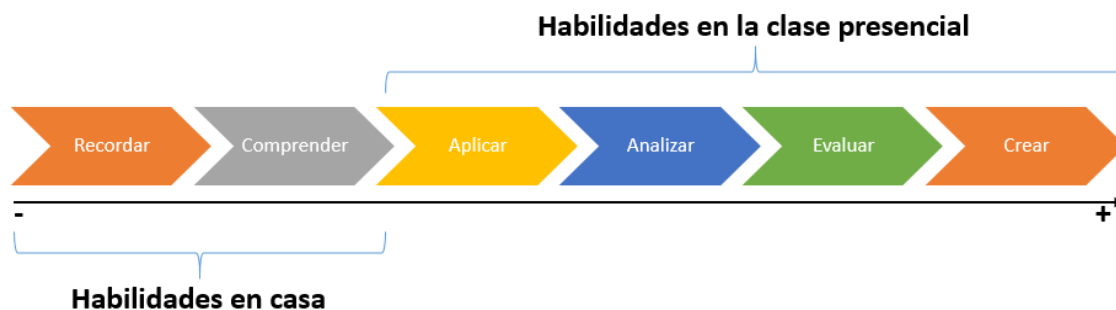 Habilidades en la clase presencial
Recordar
Comprender
Aplicar
Analizar
Evaluar
Crear
-
+
Habilidades en casa